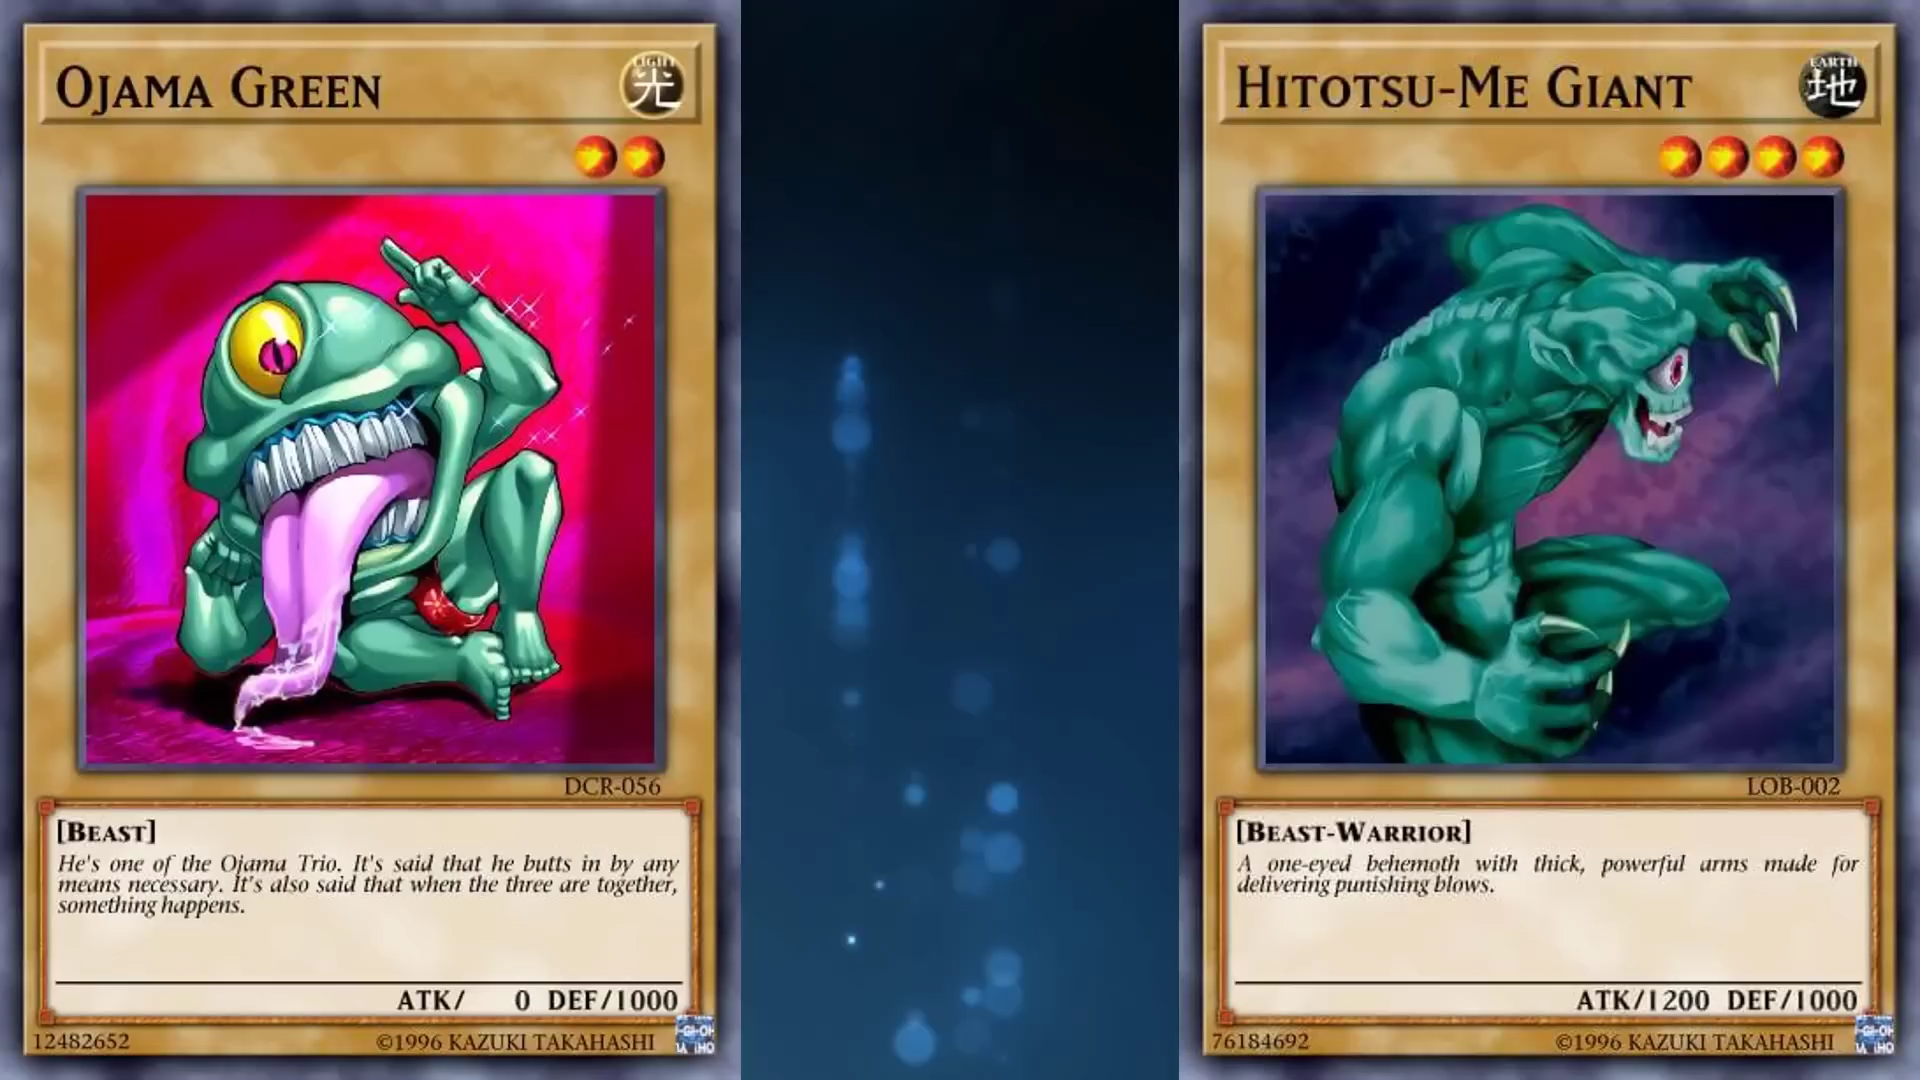 OJAMA GREEN
LIGHT
光
DCR-056
[BEAST]
He's one of the Ojama Trio. It's said that he butts in by any
means necessary. It's also said that when the three are together,
something happens.
ATK/ 0 DEF/1000
12482652
©1996 KAZUKI TAKAHASHI
HITOTSU-ME GIANT
EARTH
地
LOB-002
[BEAST-WARRIOR]
A one-eyed behemoth with thick, powerful arms made for
delivering punishing blows.
ATK/1200 DEF/1000
76184692
©1996 KAZUKI TAKAHASHI